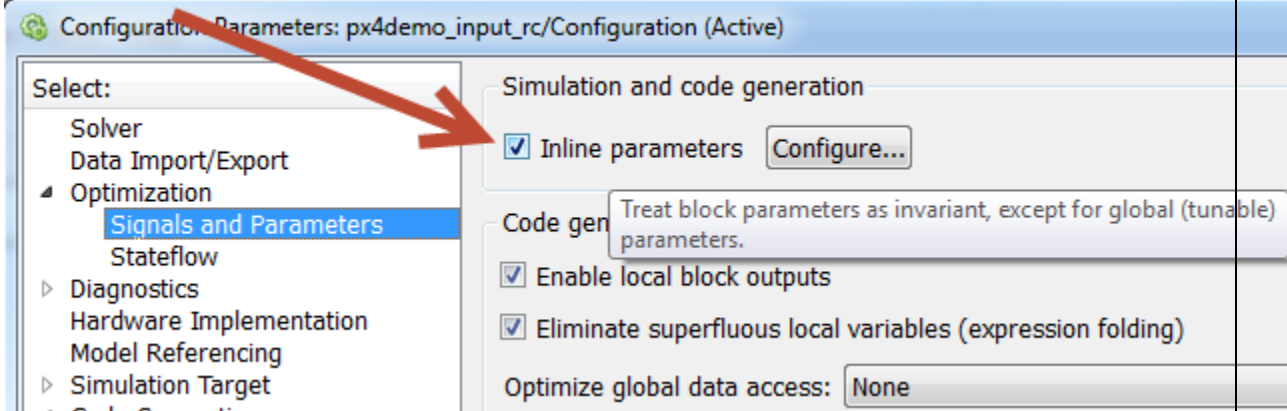 Configuration Parameters: px4demo_input_rc/Configuration (Active)
Select:
Solver
Data Import/Export
Optimization
Signals and Parameters
Stateflow
Diagnostics
Hardware Implementation
Model Referencing
Simulation Target
Simulation and code generation
Inline parameters Configure...
Treat block parameters as invariant, except for global (tunable)
parameters.
Code gen
Enable local block outputs
Eliminate superfluous local variables (expression folding)
Optimize global data access: None